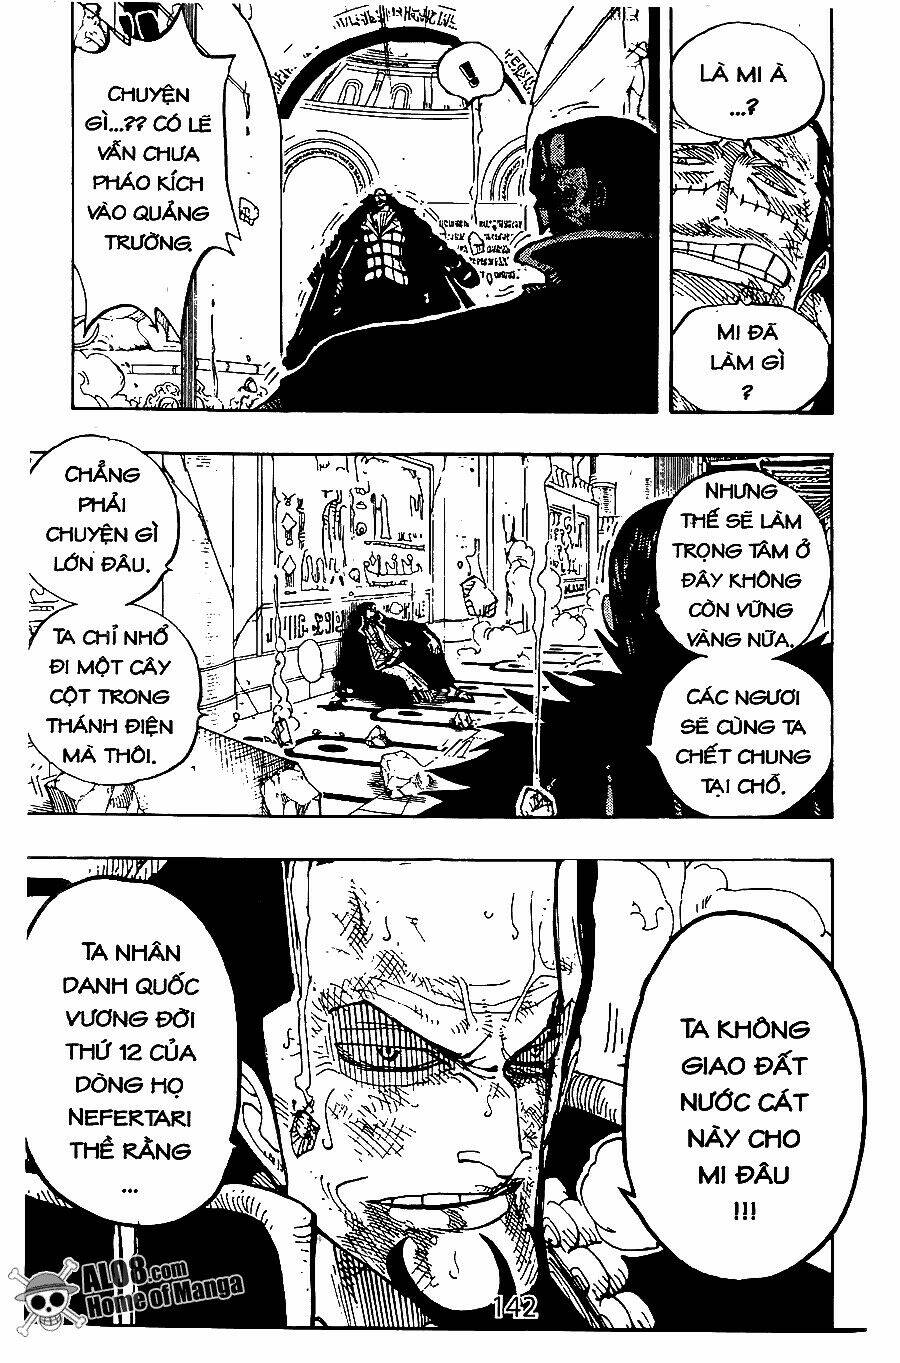 CHUYỆN
GÌ...?? CÓ LẼ
VẪN CHƯA
PHÁO KÍCH
VÀO QUẢNG
TRƯỜNG.
!
LÀ MI À
...?
MI ĐÃ
LÀM GÌ
?
CHẲNG
PHẢI
CHUYỆN GÌ
LỚN ĐÂU.
TA CHỈ NHỔ
ĐI MỘT CÂY
CỘT TRONG
THÁNH ĐIỆN
MÀ THÔI.
NHƯNG
THẾ SẼ LÀM
TRỌNG TÂM Ở
ĐÂY KHÔNG
CÒN VỮNG
VÀNG NỮA.
CÁC NGƯƠI
SẼ CÙNG TA
CHẾT CHUNG
TẠI CHỖ.
TA NHÂN
DANH QUỐC
VƯƠNG ĐỜI
THỨ 12 CỦA
DÒNG HỌ
NEFERTARI
THỀ RẰNG
...
TA KHÔNG
GIAO ĐẤT
NƯỚC CÁT
NÀY CHO
MI ĐÂU
!!!
AL08.com
Home of Manga
142